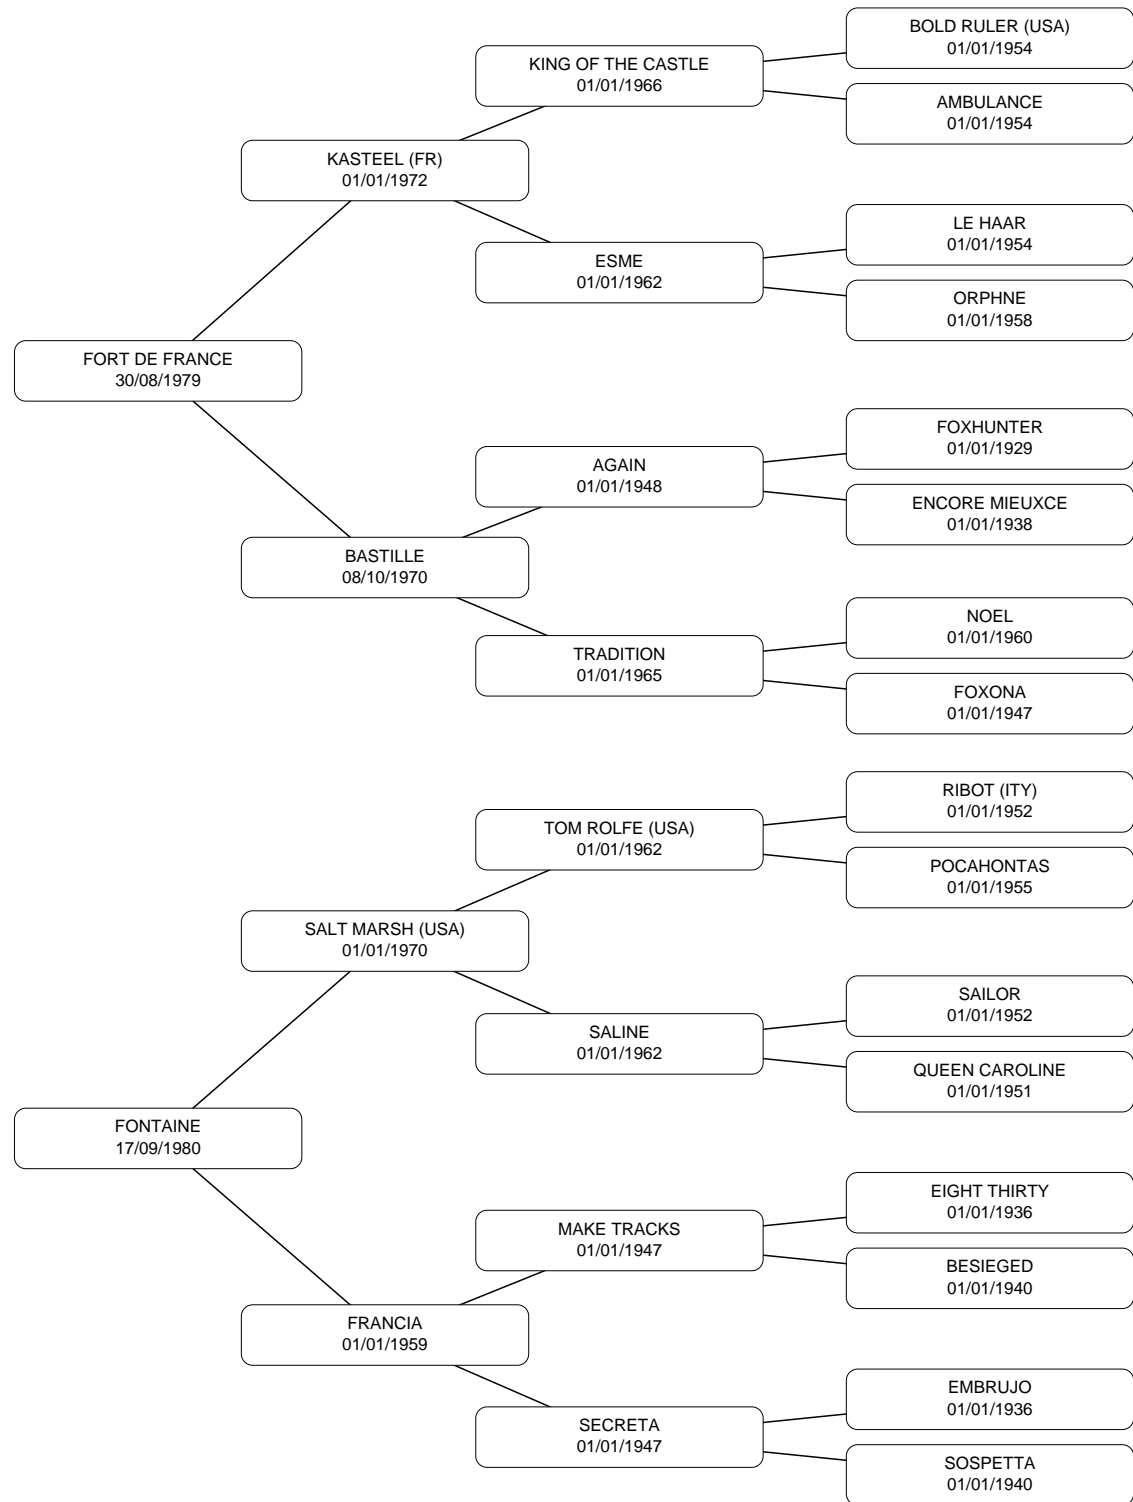 BOLD RULER (USA)
01/01/1954
KING OF THE CASTLE
01/01/1966
AMBULANCE
01/01/1954
KASTEEL (FR)
01/01/1972
LE HAAR
01/01/1954
ESME
01/01/1962
ORPHNE
01/01/1958
FORT DE FRANCE
30/08/1979
FOXHUNTER
01/01/1929
AGAIN
01/01/1948
ENCORE MIEUXCE
01/01/1938
BASTILLE
08/10/1970
NOEL
01/01/1960
TRADITION
01/01/1965
FOXONA
01/01/1947
RIBOT (ITY)
01/01/1952
TOM ROLFE (USA)
01/01/1962
POCAHONTAS
01/01/1955
SALT MARSH (USA)
01/01/1970
SAILOR
01/01/1952
SALINE
01/01/1962
QUEEN CAROLINE
01/01/1951
FONTAINE
17/09/1980
EIGHT THIRTY
01/01/1936
MAKE TRACKS
01/01/1947
BESIEGED
01/01/1940
FRANCIA
01/01/1959
EMBRUJO
01/01/1936
SECRETA
01/01/1947
SOSPETTA
01/01/1940